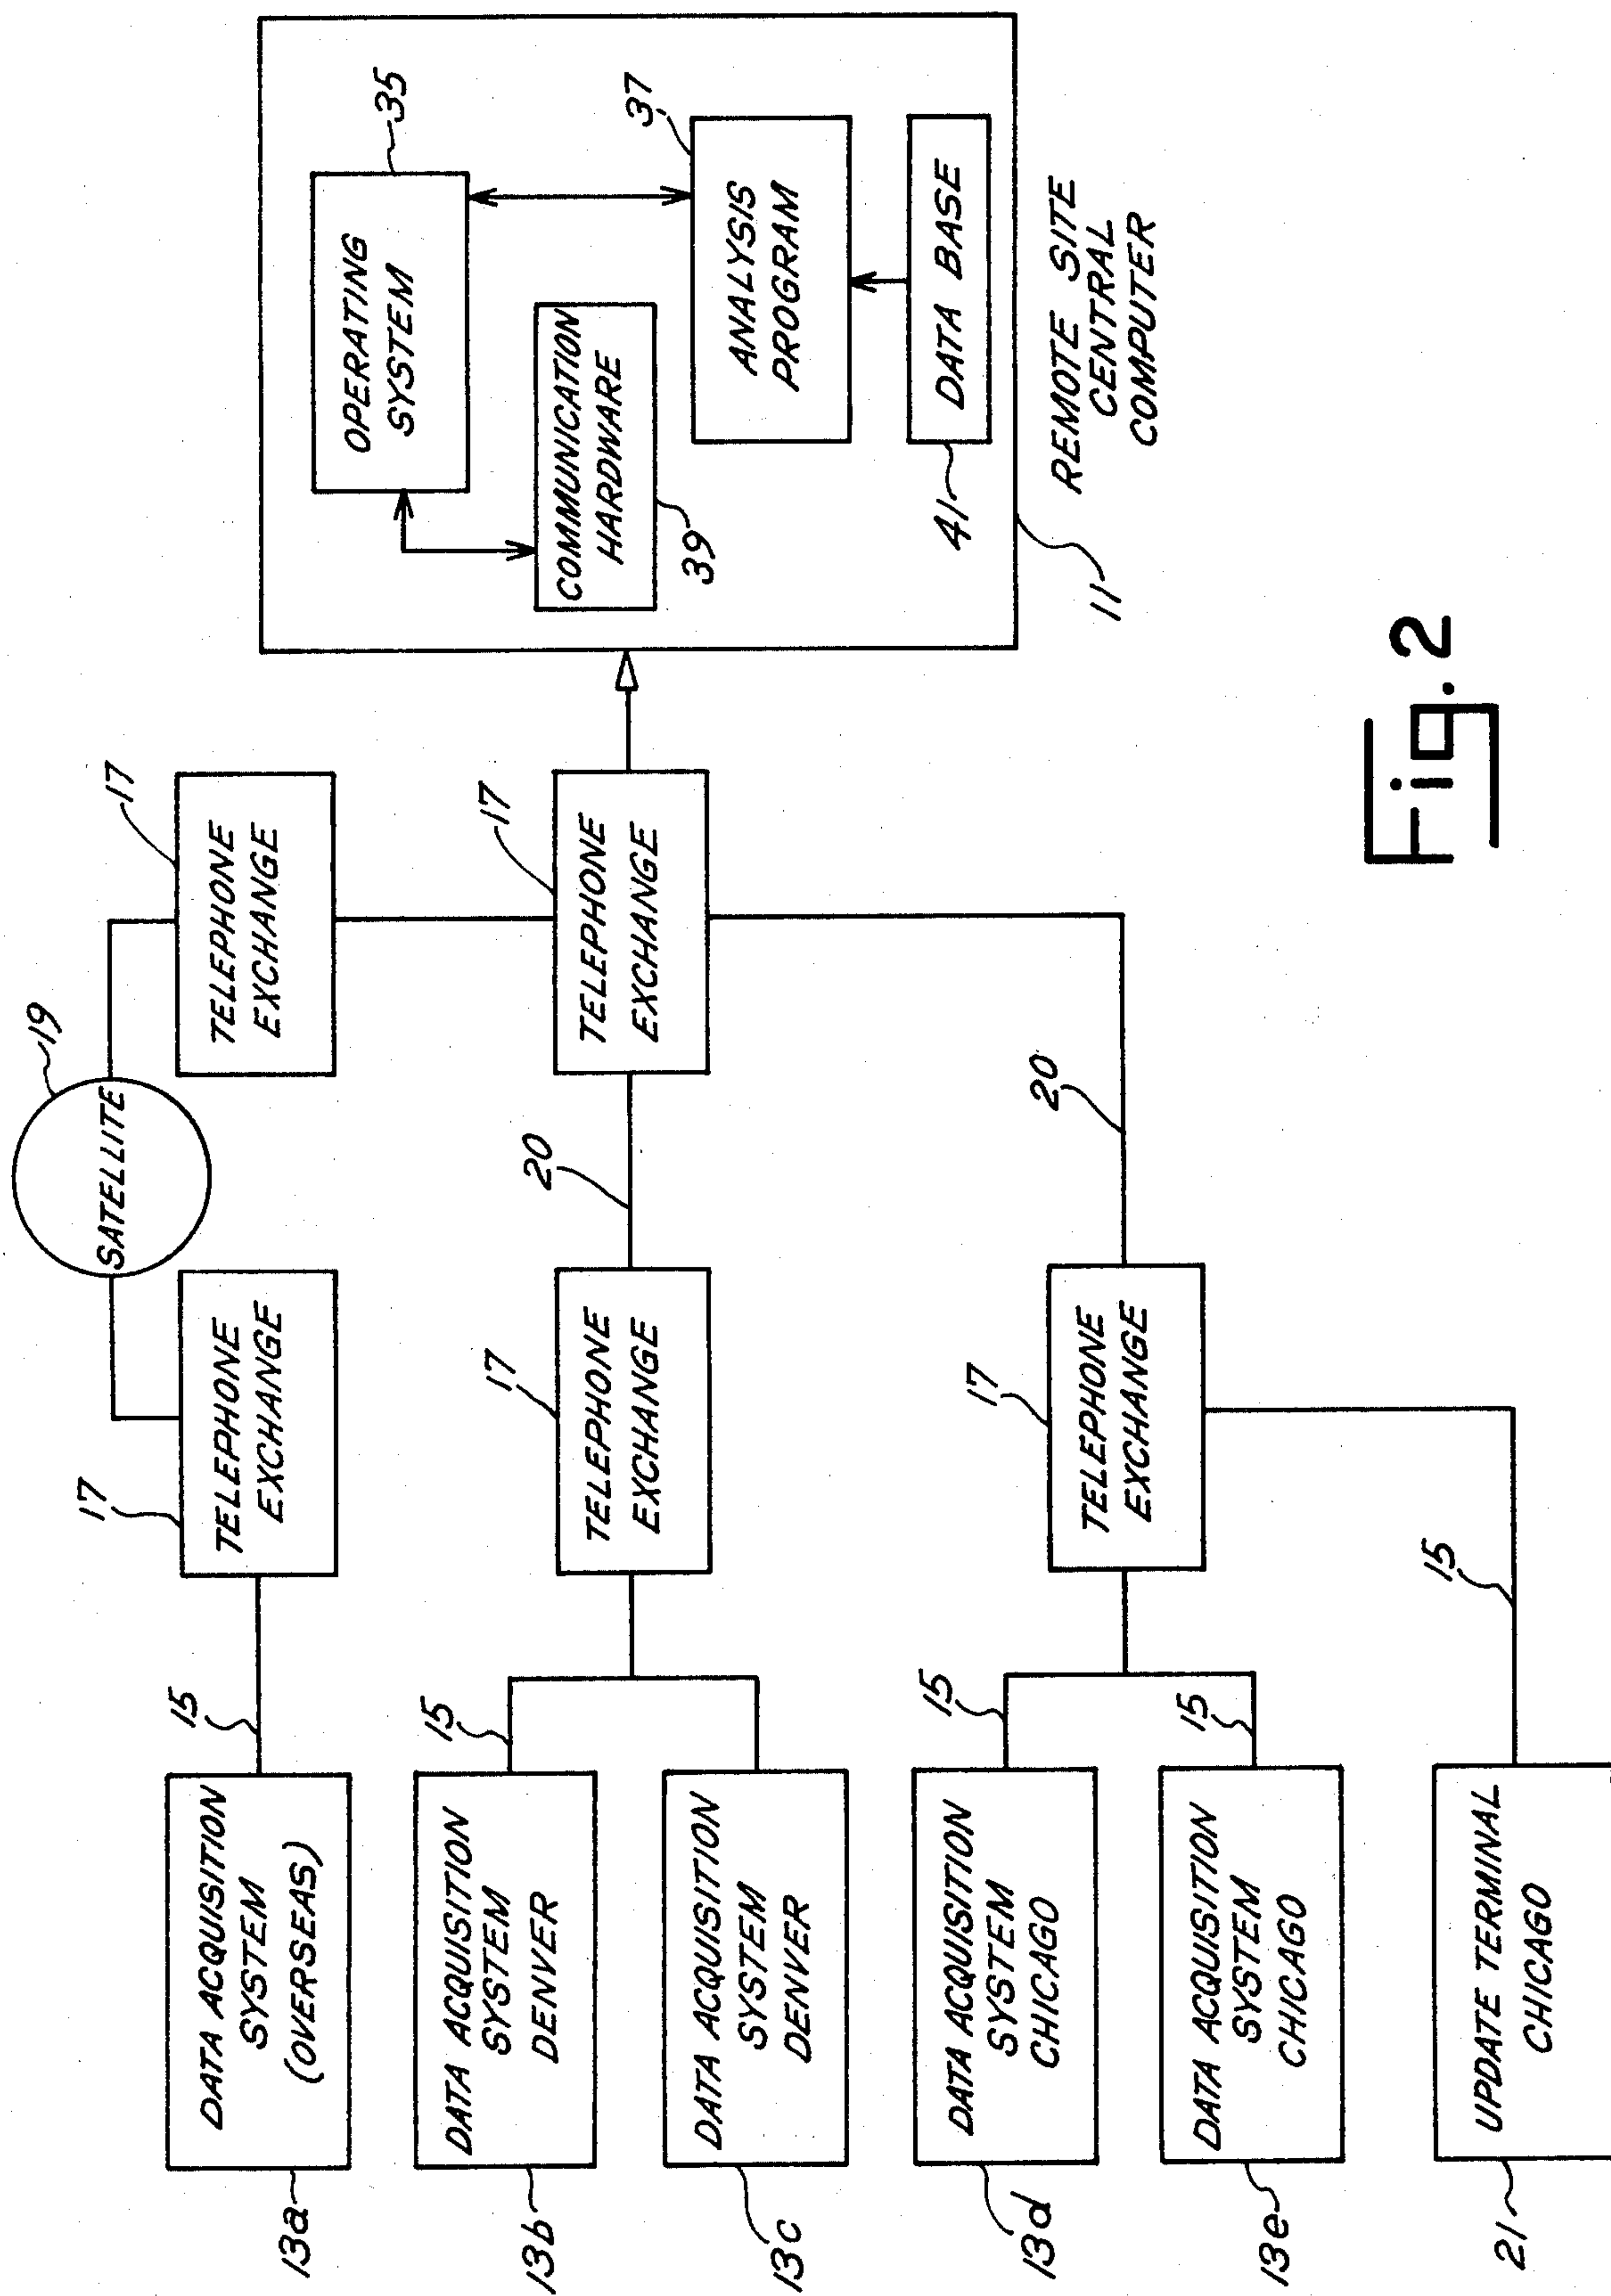 19
SATELLITE
17
TELEPHONE
EXCHANGE
17
TELEPHONE
EXCHANGE
15
DATA ACQUISITION
SYSTEM
(OVERSEAS)
13a
35
OPERATING
SYSTEM
COMMUNICATION
HARDWARE
39
37
ANALYSIS
PROGRAM
DATA BASE
41
REMOTE SITE
CENTRAL
COMPUTER
11
17
TELEPHONE
EXCHANGE
20
17
TELEPHONE
EXCHANGE
15
DATA ACQUISITION
SYSTEM
DENVER
13b
DATA ACQUISITION
SYSTEM
DENVER
13c
20
17
TELEPHONE
EXCHANGE
15
DATA ACQUISITION
SYSTEM
CHICAGO
13d
15
DATA ACQUISITION
SYSTEM
CHICAGO
13e
15
UPDATE TERMINAL
CHICAGO
21
Fig. 2